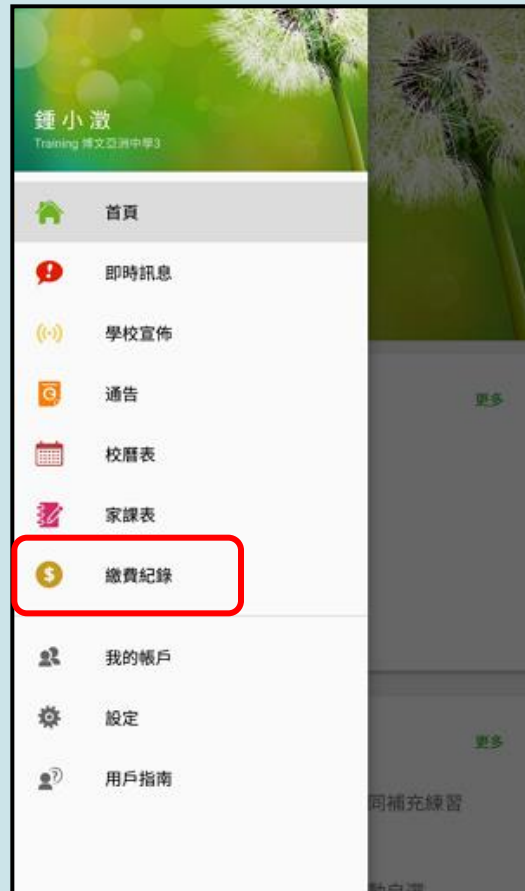 鍾小澂
Training 博文亞洲中學3
首頁
即時訊息
學校宣佈
通告
更多
校曆表
家課表
繳費紀錄
我的帳戶
設定
更多
用戶指南
同補充練習